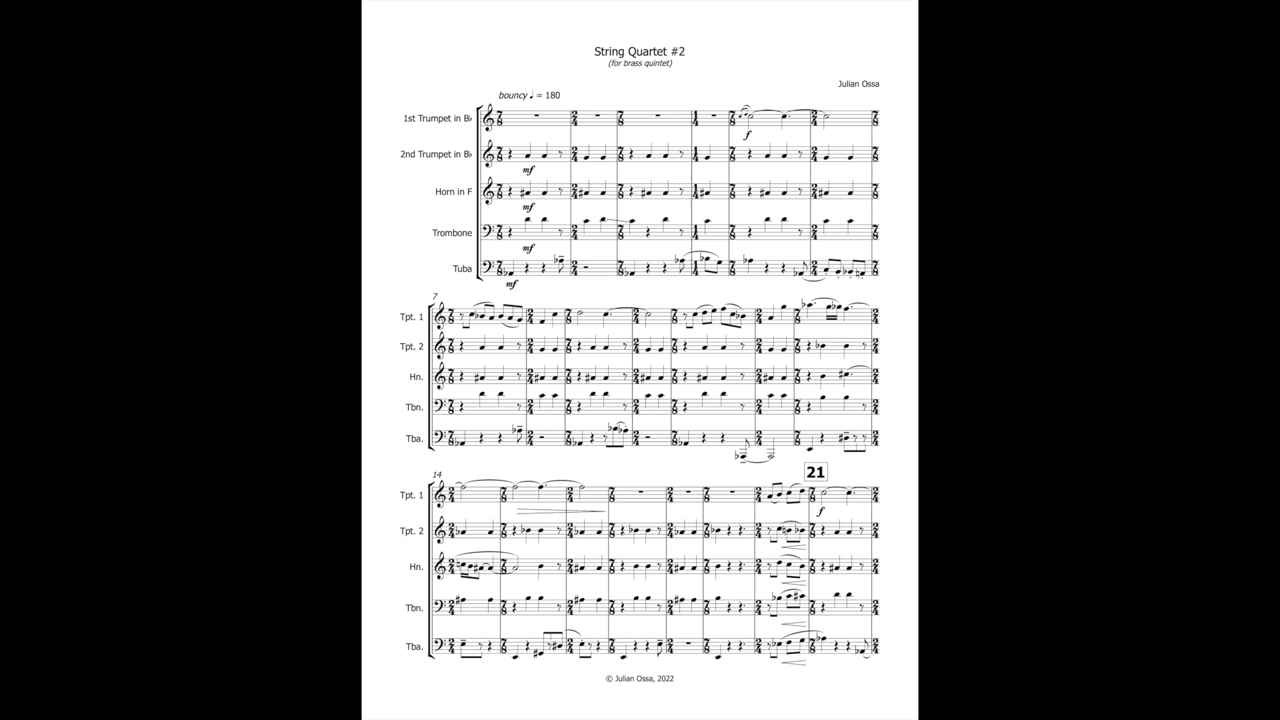 String Quartet #2
(for brass quintet)
Julian Ossa
bouncy ♩ = 180
1st Trumpet in B♭
f
2nd Trumpet in B♭
mf
Horn in F
mf
Trombone
mf
Tuba
mf
7
Tpt. 1
Tpt. 2
Hn.
Tbn.
Tba.
14
21
Tpt. 1
f
Tpt. 2
Hn.
Tbn.
Tba.
© Julian Ossa, 2022